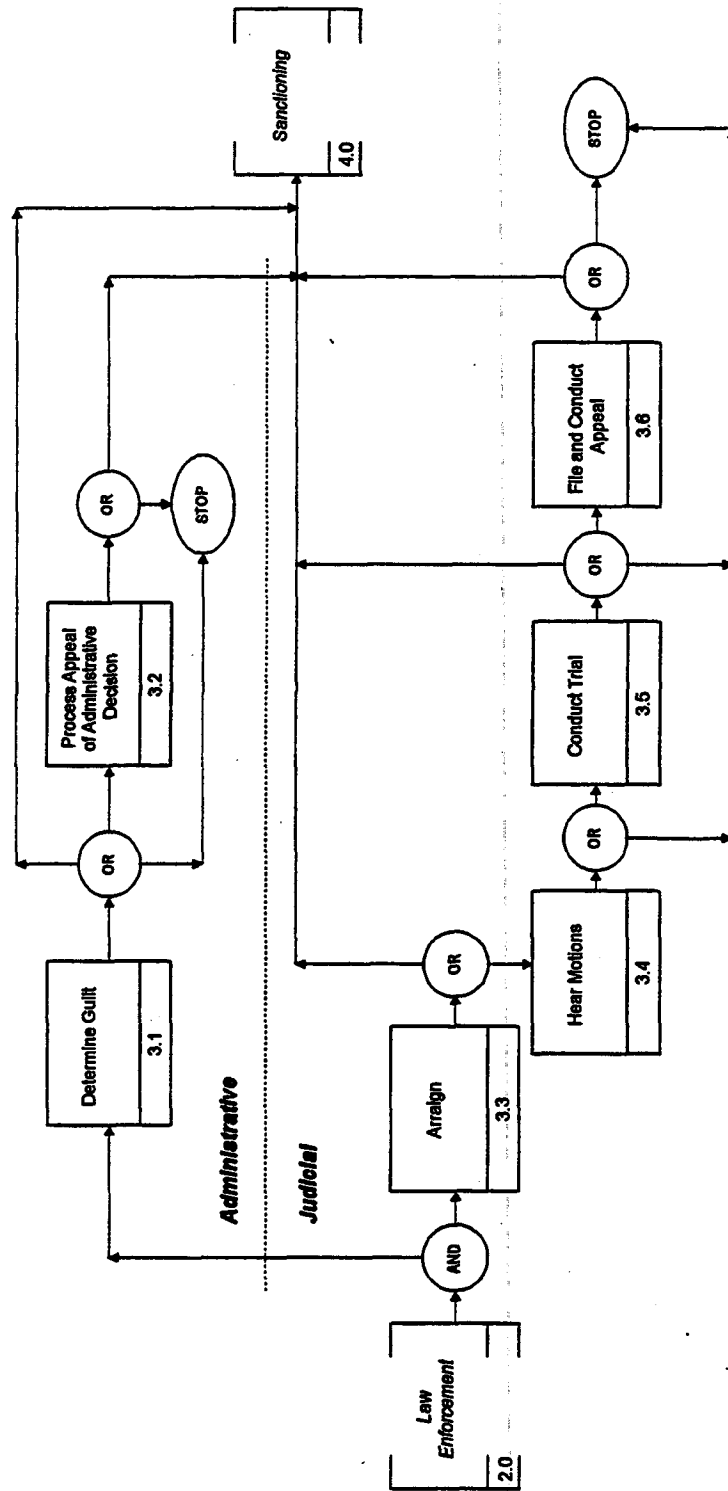 Determine Guilt
3.1
OR
Process Appeal
of Administrative
Decision
3.2
OR
STOP
Administrative
Judicial
Sanctioning
4.0
Law
Enforcement
2.0
AND
Arraign
3.3
OR
Hear Motions
3.4
OR
Conduct Trial
3.5
OR
File and Conduct
Appeal
3.6
OR
STOP